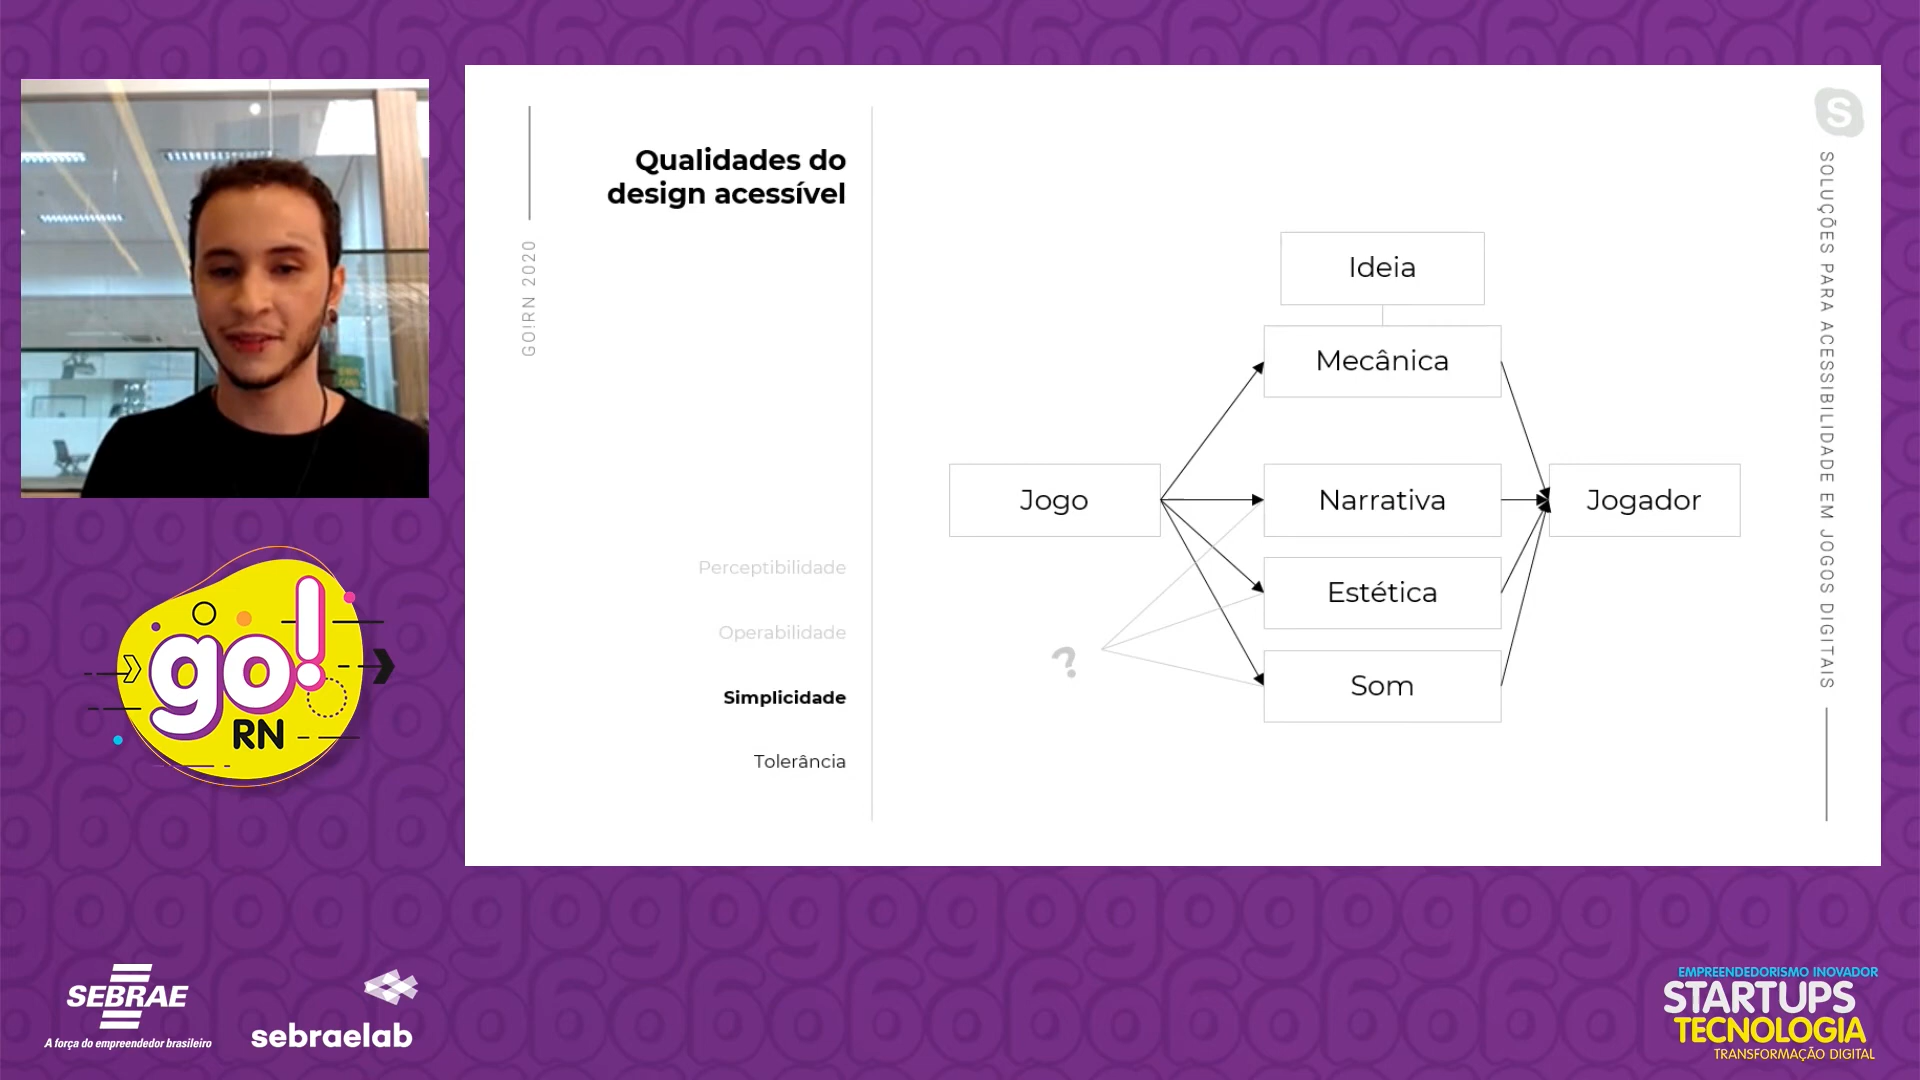 GO!RN 2020
Qualidades do
design acessível
Perceptibilidade
Operabilidade
Simplicidade
Tolerância
Ideia
Mecânica
Jogo
Narrativa
Jogador
Estética
?
Som
S
SOLUÇÕES PARA ACESSIBILIDADE EM JOGOS DIGITAIS
go!
RN
SEBRAE
A força do empreendedor brasileiro
sebraelab
EMPREENDEDORISMO INOVADOR
STARTUPS
TECNOLOGIA
TRANSFORMAÇÃO DIGITAL